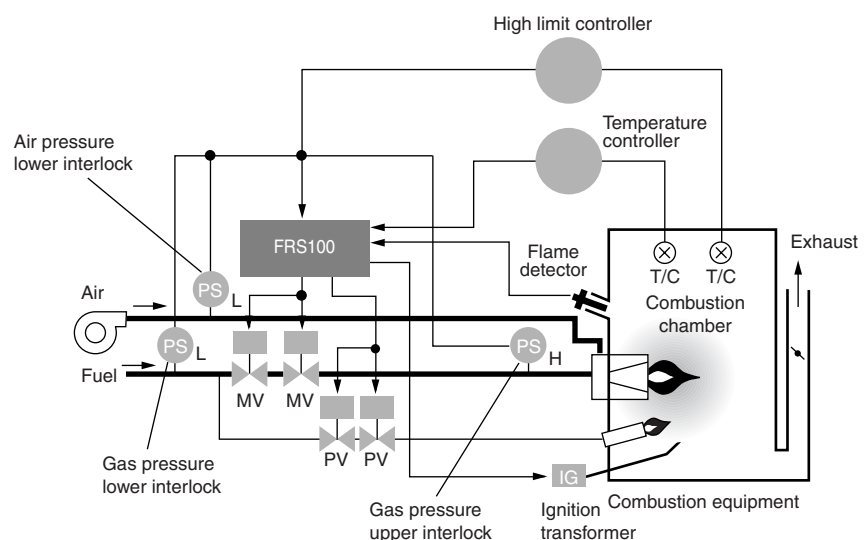 High limit controller
Temperature
controller
Air pressure
lower interlock
FRS100
Flame
detector
Exhaust
T/C T/C
Combustion
chamber
Air
PS L
PS L
PS H
Fuel
MV MV
PV PV
Gas pressure
lower interlock
Gas pressure
upper interlock
IG
Ignition
transformer
Combustion equipment